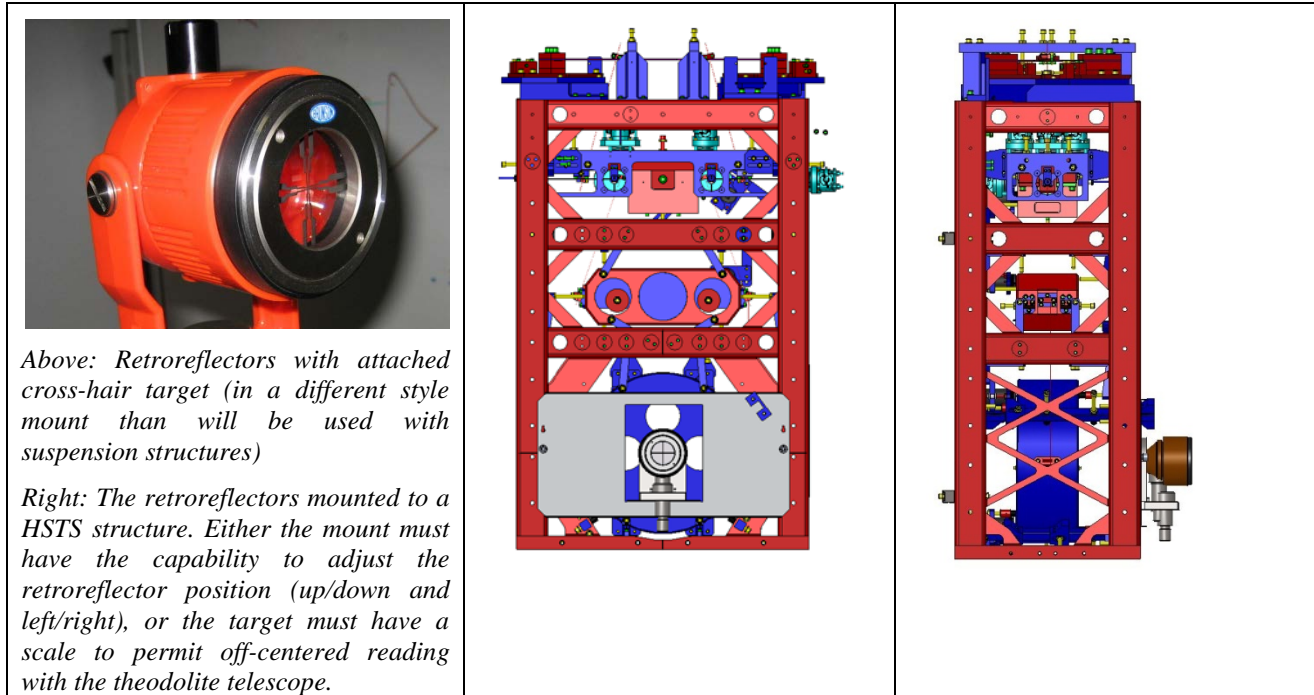 Above: Retroreflectors with attached
cross-hair target (in a different style
mount than will be used with
suspension structures)
Right: The retroreflectors mounted to a
HSTS structure. Either the mount must
have the capability to adjust the
retroreflector position (up/down and
left/right), or the target must have a
scale to permit off-centered reading
with the theodolite telescope.